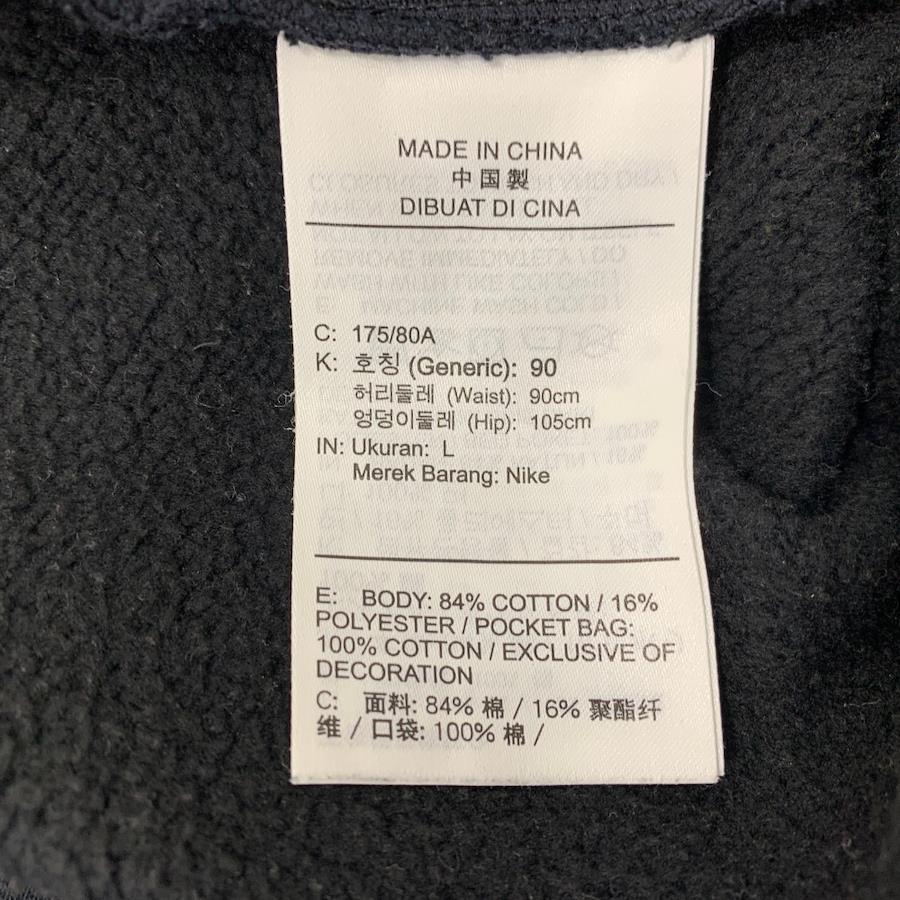 MADE IN CHINA
中国製
DIBUAT DI CINA
C: 175/80A
K: 호칭 (Generic): 90
허리둘레 (Waist): 90cm
엉덩이둘레 (Hip): 105cm
IN: Ukuran: L
Merek Barang: Nike
E: BODY: 84% COTTON / 16%
POLYESTER / POCKET BAG:
100% COTTON / EXCLUSIVE OF
DECORATION
C: 面料: 84% 棉 / 16% 聚酯纤
维 / 口袋: 100% 棉 /